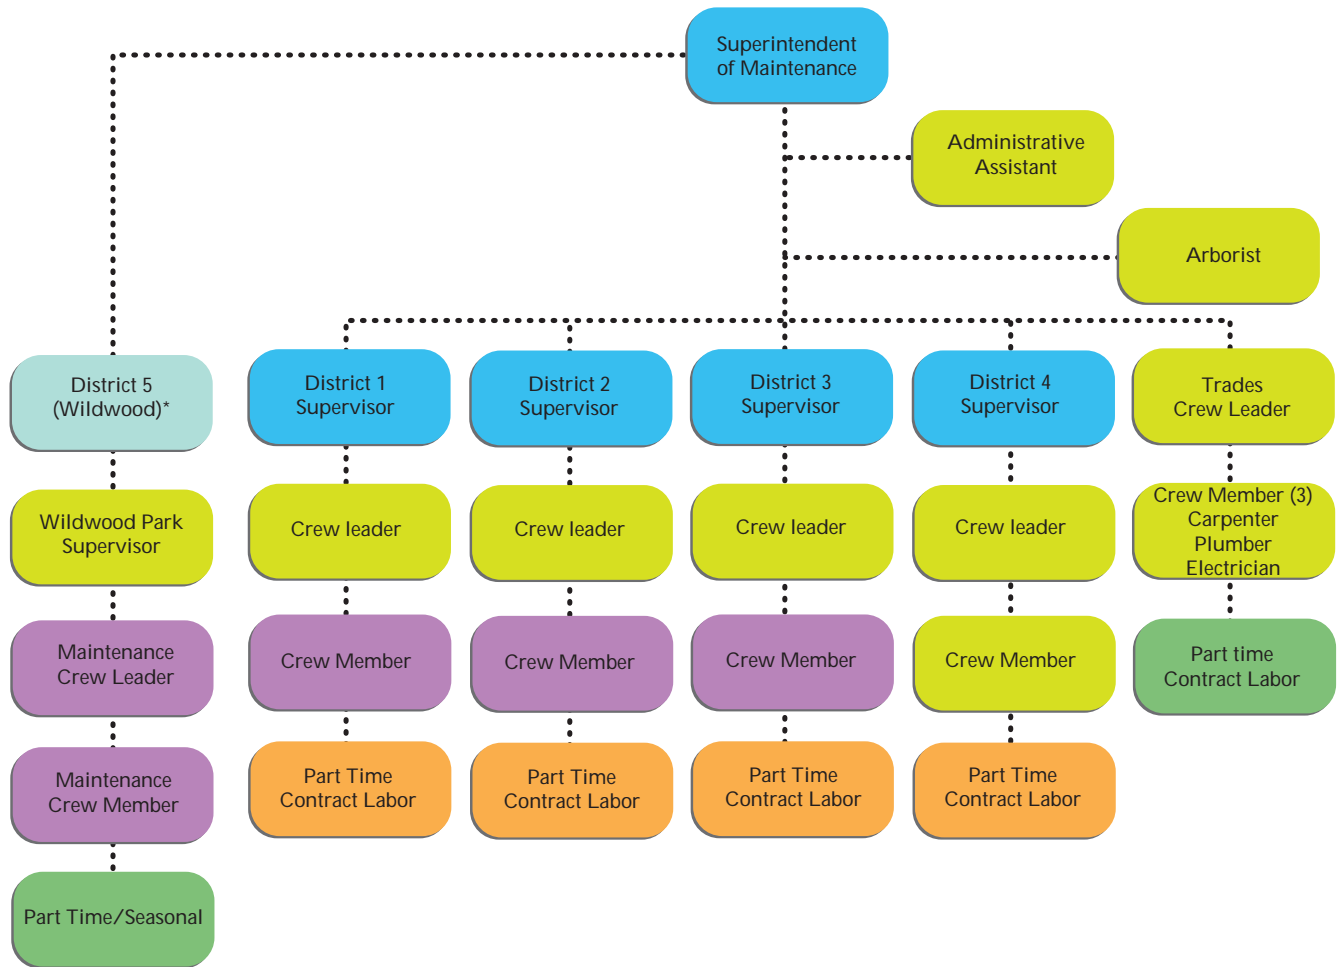 Superintendent
of Maintenance
Administrative
Assistant
Arborist
District 5
(Wildwood)*
District 1
Supervisor
District 2
Supervisor
District 3
Supervisor
District 4
Supervisor
Trades
Crew Leader
Wildwood Park
Supervisor
Crew leader
Crew leader
Crew leader
Crew leader
Crew Member (3)
Carpenter
Plumber
Electrician
Maintenance
Crew Leader
Crew Member
Crew Member
Crew Member
Crew Member
Part time
Contract Labor
Maintenance
Crew Member
Part Time
Contract Labor
Part Time
Contract Labor
Part Time
Contract Labor
Part Time
Contract Labor
Part Time/Seasonal